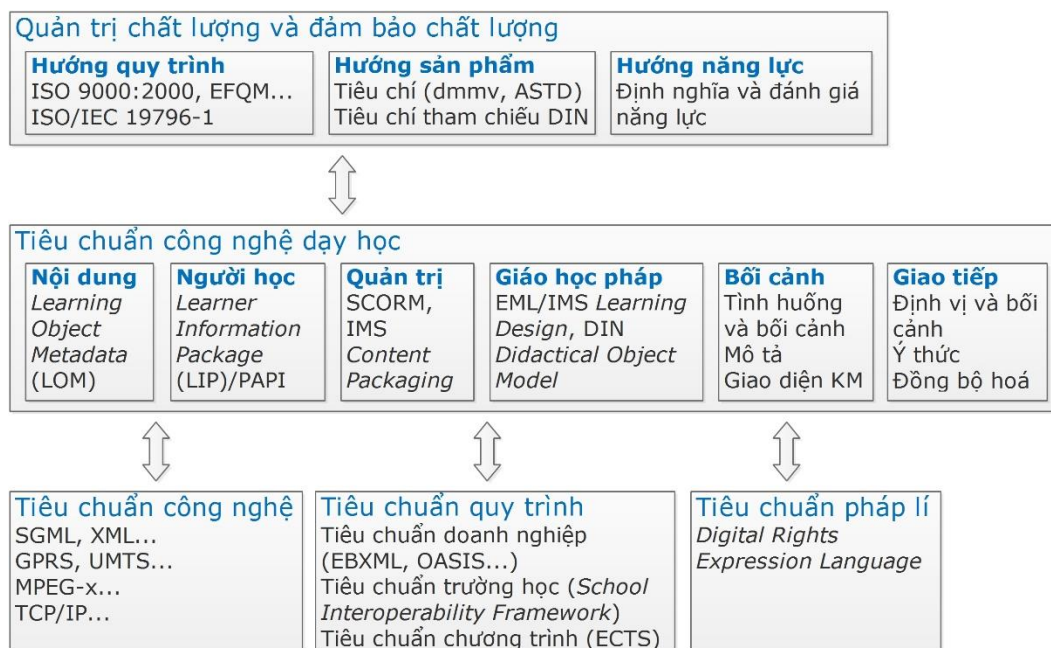 Quản trị chất lượng và đảm bảo chất lượng
Hướng quy trình
ISO 9000:2000, EFQM...
ISO/IEC 19796-1
Hướng sản phẩm
Tiêu chí (dmmv, ASTD)
Tiêu chí tham chiếu DIN
Hướng năng lực
Định nghĩa và đánh giá
năng lực
Tiêu chuẩn công nghệ dạy học
Nội dung
Learning
Object
Metadata
(LOM)
Người học
Learner
Information
Package
(LIP)/PAPI
Quản trị
SCORM,
IMS
Content
Packaging
Giáo học pháp
EML/IMS Learning
Design, DIN
Didactical Object
Model
Bối cảnh
Tình huống
và bối cảnh
Mô tả
Giao diện KM
Giao tiếp
Định vị và bối
cảnh
Ý thức
Đồng bộ hoá
Tiêu chuẩn công nghệ
SGML, XML...
GPRS, UMTS...
MPEG-x...
TCP/IP...
Tiêu chuẩn quy trình
Tiêu chuẩn doanh nghiệp
(EBXML, OASIS...)
Tiêu chuẩn trường học (School
Interoperability Framework)
Tiêu chuẩn chương trình (ECTS)
Tiêu chuẩn pháp lí
Digital Rights
Expression Language